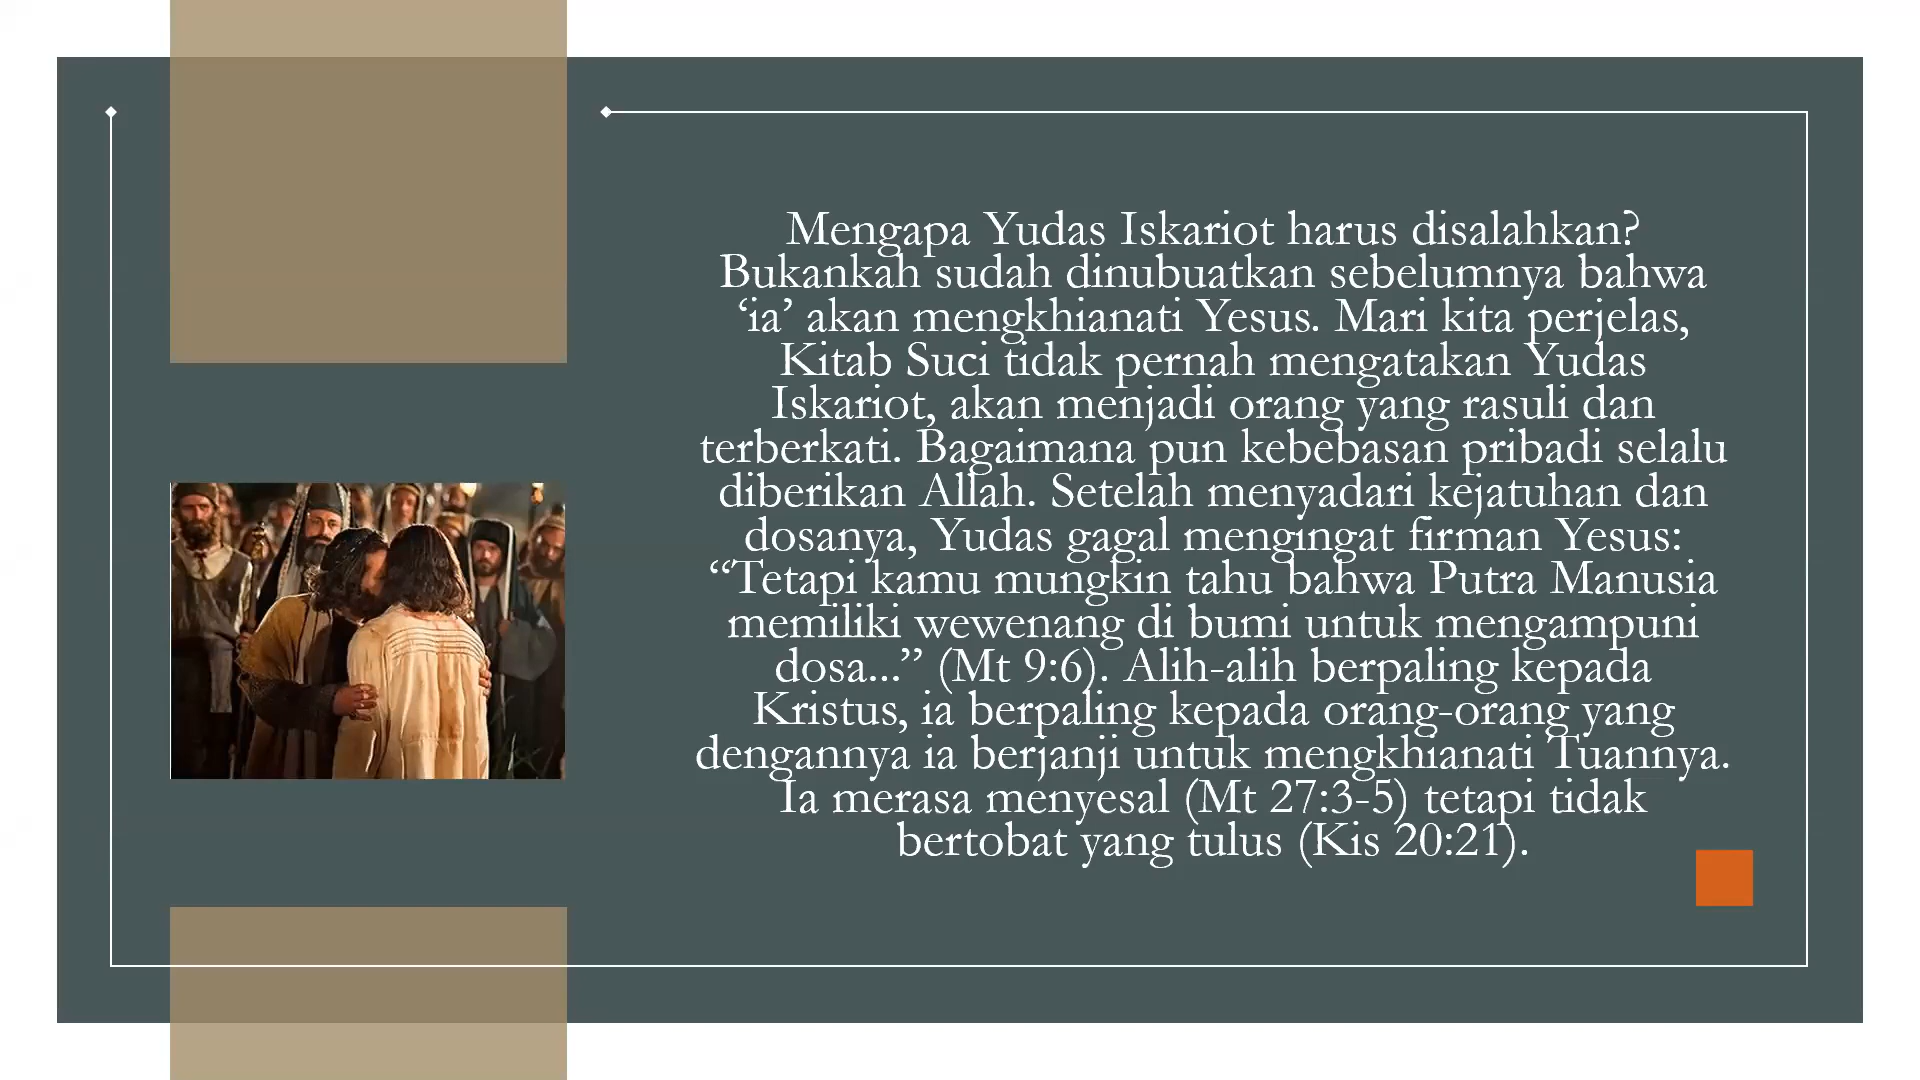 Mengapa Yudas Iskariot harus disalahkan?
Bukankah sudah dinubuatkan sebelumnya bahwa
‘ia’ akan mengkhianati Yesus. Mari kita perjelas,
Kitab Suci tidak pernah mengatakan Yudas
Iskariot, akan menjadi orang yang rasuli dan
terberkati. Bagaimana pun kebebasan pribadi selalu
diberikan Allah. Setelah menyadari kejatuhan dan
dosanya, Yudas gagal mengingat firman Yesus:
“Tetapi kamu mungkin tahu bahwa Putra Manusia
memiliki wewenang di bumi untuk mengampuni
dosa...” (Mt 9:6). Alih-alih berpaling kepada
Kristus, ia berpaling kepada orang-orang yang
dengannya ia berjanji untuk mengkhianati Tuannya.
Ia merasa menyesal (Mt 27:3-5) tetapi tidak
bertobat yang tulus (Kis 20:21).